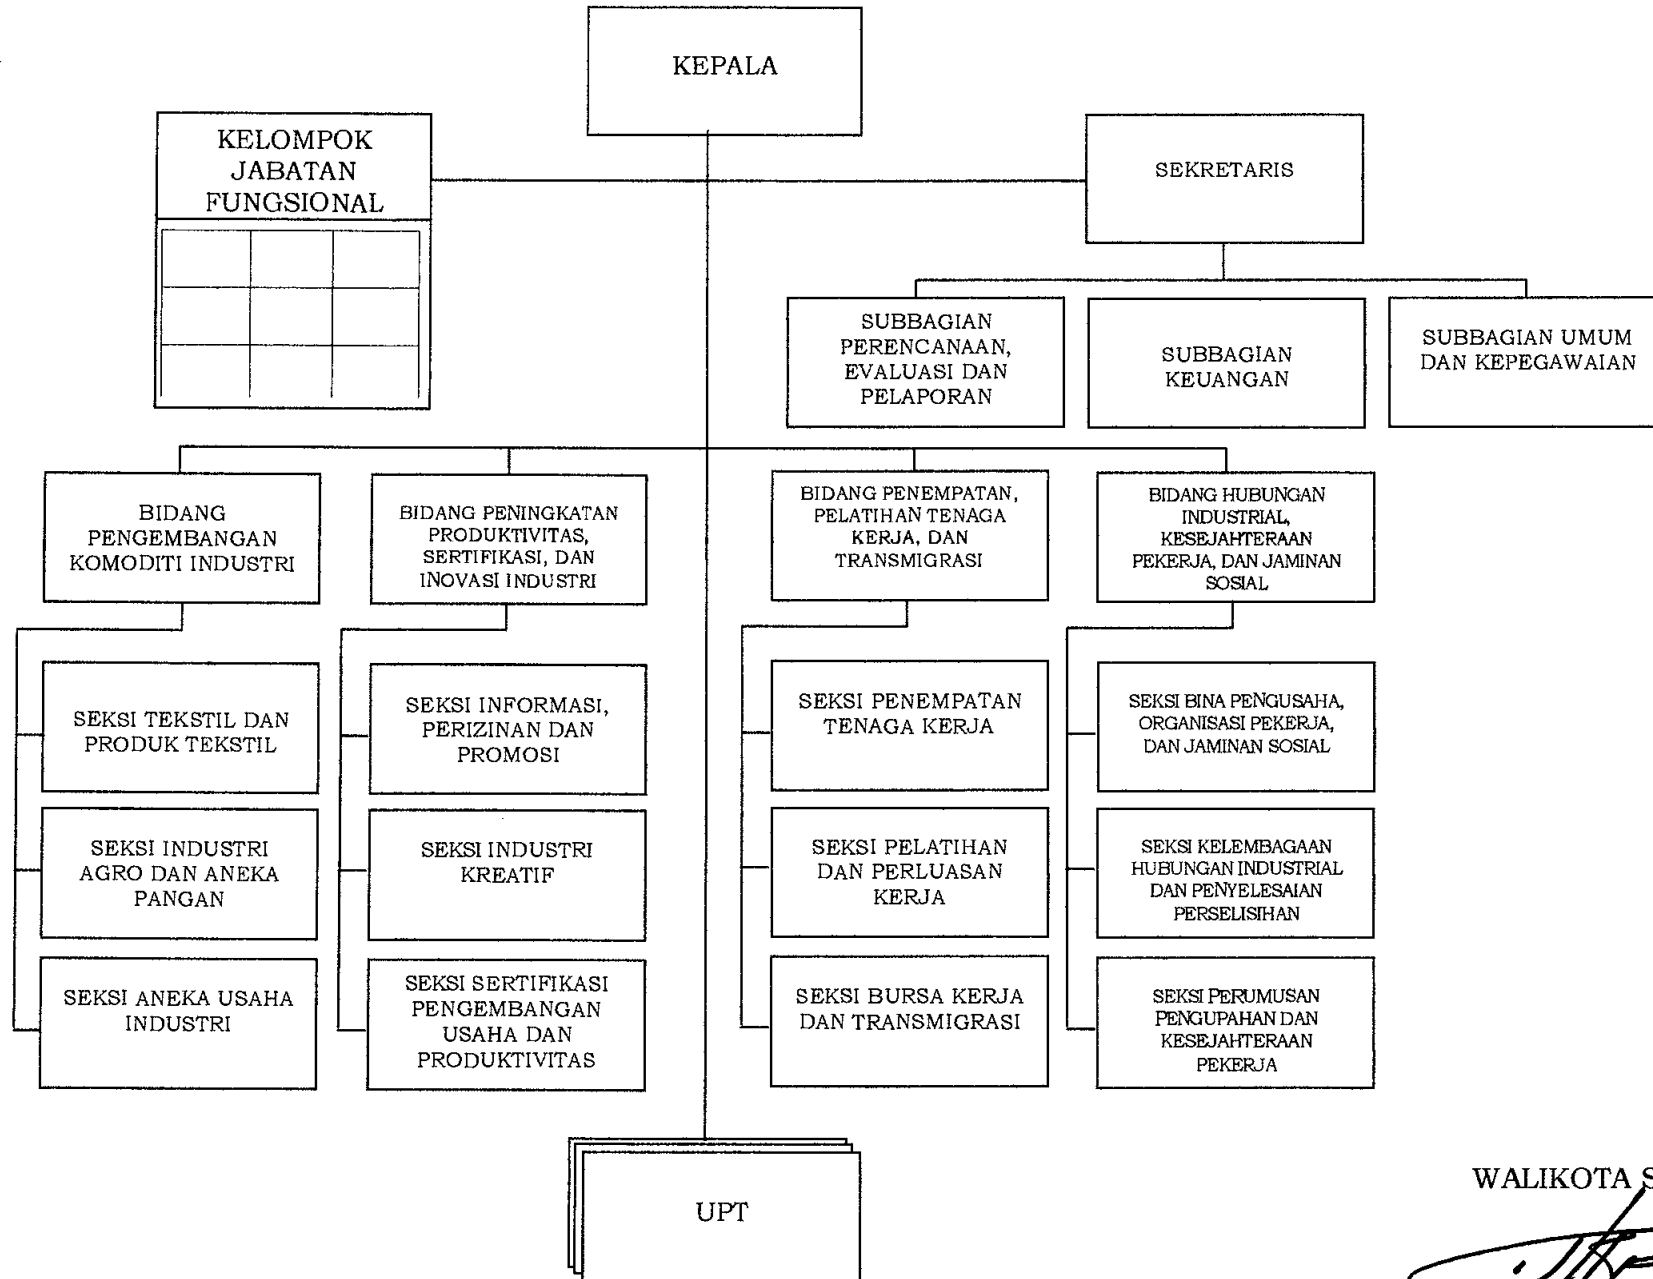 KEPALA
KELOMPOK
JABATAN
FUNGSIONAL
SEKRETARIS
SUBBAGIAN
PERENCANAAN,
EVALUASI DAN
PELAPORAN
SUBBAGIAN
KEUANGAN
SUBBAGIAN UMUM
DAN KEPEGAWAIAN
BIDANG
PENGEMBANGAN
KOMODITI INDUSTRI
BIDANG PENINGKATAN
PRODUKTIVITAS,
SERTIFIKASI, DAN
INOVASI INDUSTRI
BIDANG PENEMPATAN,
PELATIHAN TENAGA
KERJA, DAN
TRANSMIGRASI
BIDANG HUBUNGAN
INDUSTRIAL,
KESEJAHTERAAN
PEKERJA, DAN JAMINAN
SOSIAL
SEKSI TEKSTIL DAN
PRODUK TEKSTIL
SEKSI INFORMASI,
PERIZINAN DAN
PROMOSI
SEKSI PENEMPATAN
TENAGA KERJA
SEKSI BINA PENGUSAHA,
ORGANISASI PEKERJA,
DAN JAMINAN SOSIAL
SEKSI INDUSTRI
AGRO DAN ANEKA
PANGAN
SEKSI INDUSTRI
KREATIF
SEKSI PELATIHAN
DAN PERLUASAN
KERJA
SEKSI KELEMBAGAAN
HUBUNGAN INDUSTRIAL
DAN PENYELESAIAN
PERSELISIHAN
SEKSI ANEKA USAHA
INDUSTRI
SEKSI SERTIFIKASI
PENGEMBANGAN
USAHA DAN
PRODUKTIVITAS
SEKSI BURSA KERJA
DAN TRANSMIGRASI
SEKSI PERUMUSAN
PENGUPAHAN DAN
KESEJAHTERAAN
PEKERJA
UPT
WALIKOTA S